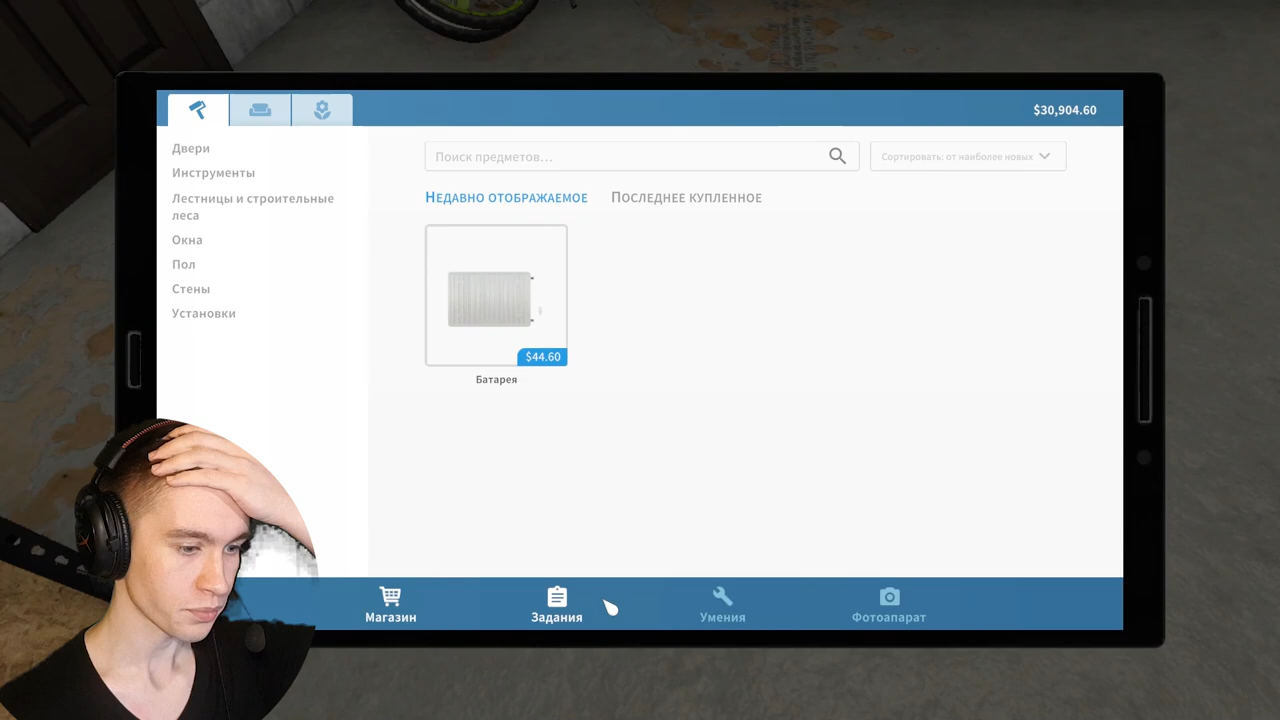 $30,904.60
Двери
Инструменты
Лестницы и строительные
леса
Окна
Пол
Стены
Установки
Поиск предметов...
Сортировать: от наиболее новых
Недавно отображаемое
Последнее купленное
$44.60
Батарея
Магазин
Задания
Умения
Фотоапарат